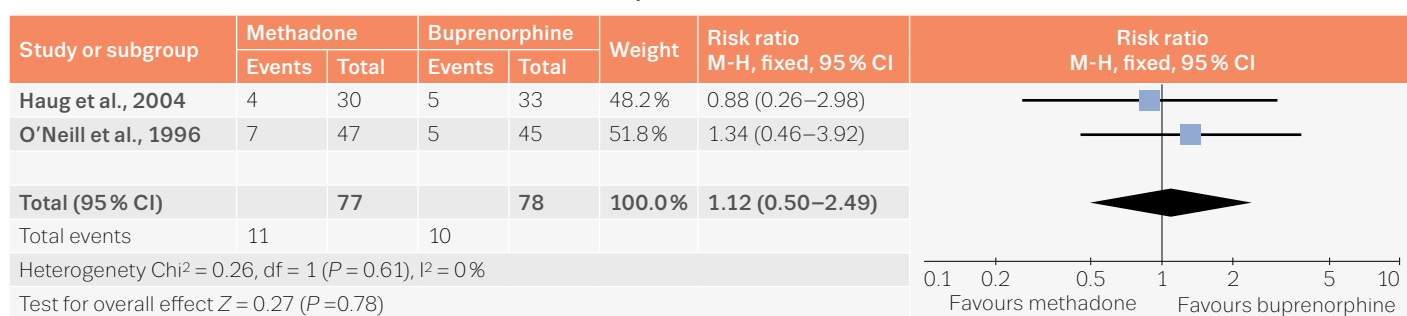 Study or subgroup Methadone Buprenorphine Weight Risk ratio M-H, fixed, 95% CI Risk ratio M-H, fixed, 95% CI
Events Total Events Total
Haug et al., 2004 4 30 5 33 48.2% 0.88 (0.26–2.98)
O'Neill et al., 1996 7 47 5 45 51.8% 1.34 (0.46–3.92)
Total (95% CI) 77 78 100.0% 1.12 (0.50–2.49)
Total events 11 10
Heterogenety Chi² = 0.26, df = 1 (P = 0.61), I² = 0%
Test for overall effect Z = 0.27 (P =0.78)
0.1 0.2 0.5 1 2 5 10
Favours methadone Favours buprenorphine